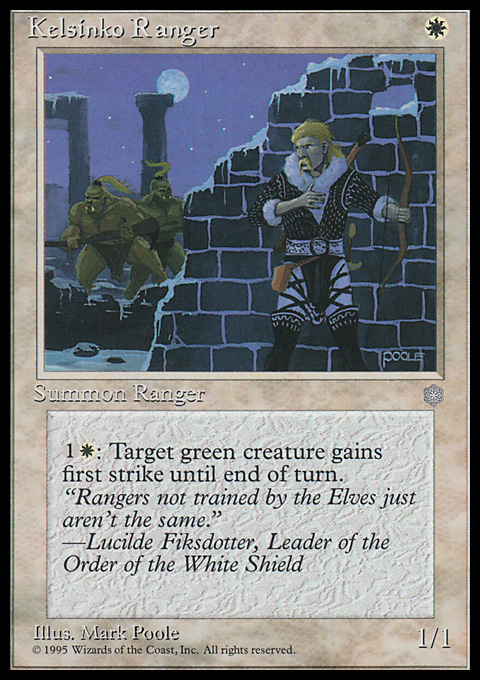 Kelsinko Ranger
POOLE
Summon Ranger
1: Target green creature gains
first strike until end of turn.
“Rangers not trained by the Elves just
aren't the same.”
—Lucilde Fiksdotter, Leader of the
Order of the White Shield
Illus. Mark Poole
1/1
© 1995 Wizards of the Coast, Inc. All rights reserved.